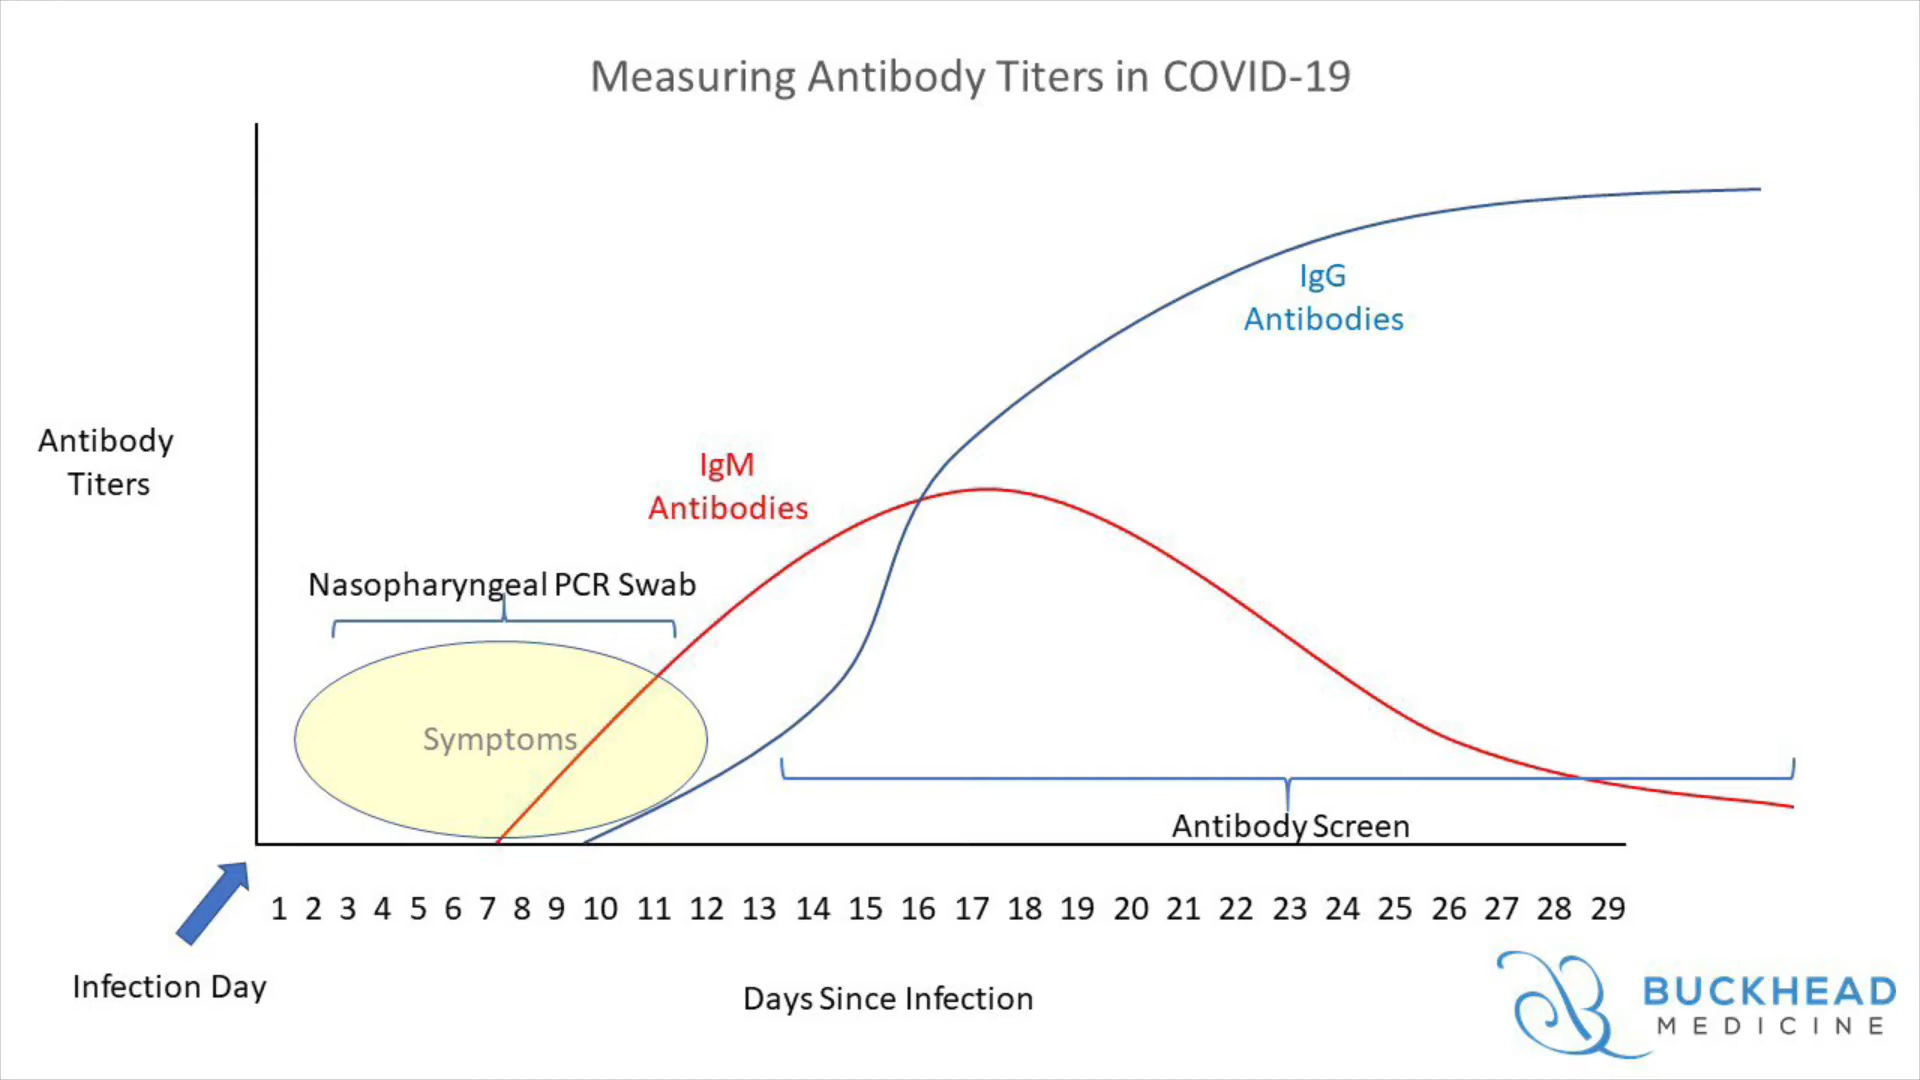 Measuring Antibody Titers in COVID-19
IgG
Antibodies
Antibody
Titers
IgM
Antibodies
Nasopharyngeal PCR Swab
Symptoms
Antibody Screen
1 2 3 4 5 6 7 8 9 10 11 12 13 14 15 16 17 18 19 20 21 22 23 24 25 26 27 28 29
Infection Day
Days Since Infection
BUCKHEAD
MEDICINE